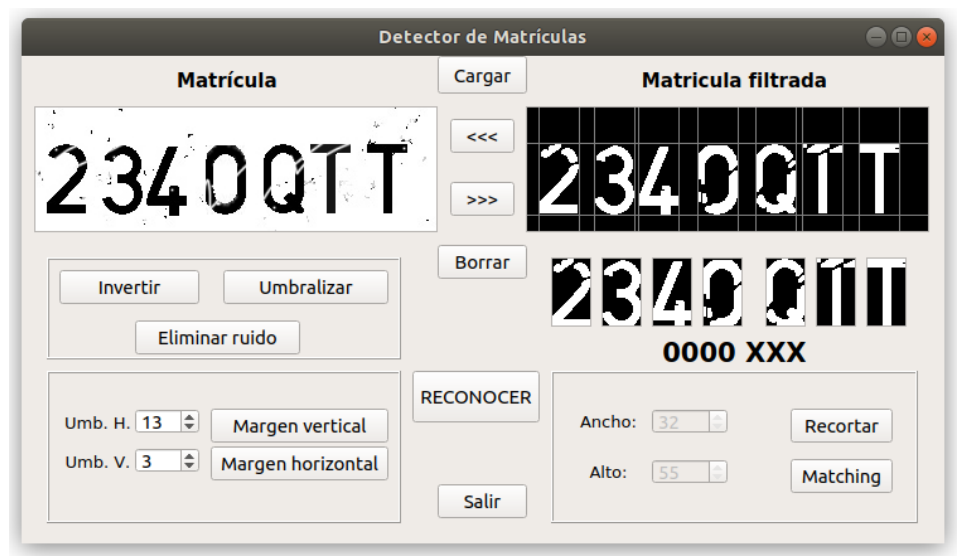 Detector de Matrículas
Matrícula
Cargar
Matricula filtrada
2340QTT
<<<
>>>
2340QTT
Borrar
2340QTT
Invertir
Umbralizar
Eliminar ruido
0000 XXX
RECONOCER
Umb. H. 13
Margen vertical
Umb. V. 3
Margen horizontal
Ancho: 32
Recortar
Alto: 55
Matching
Salir